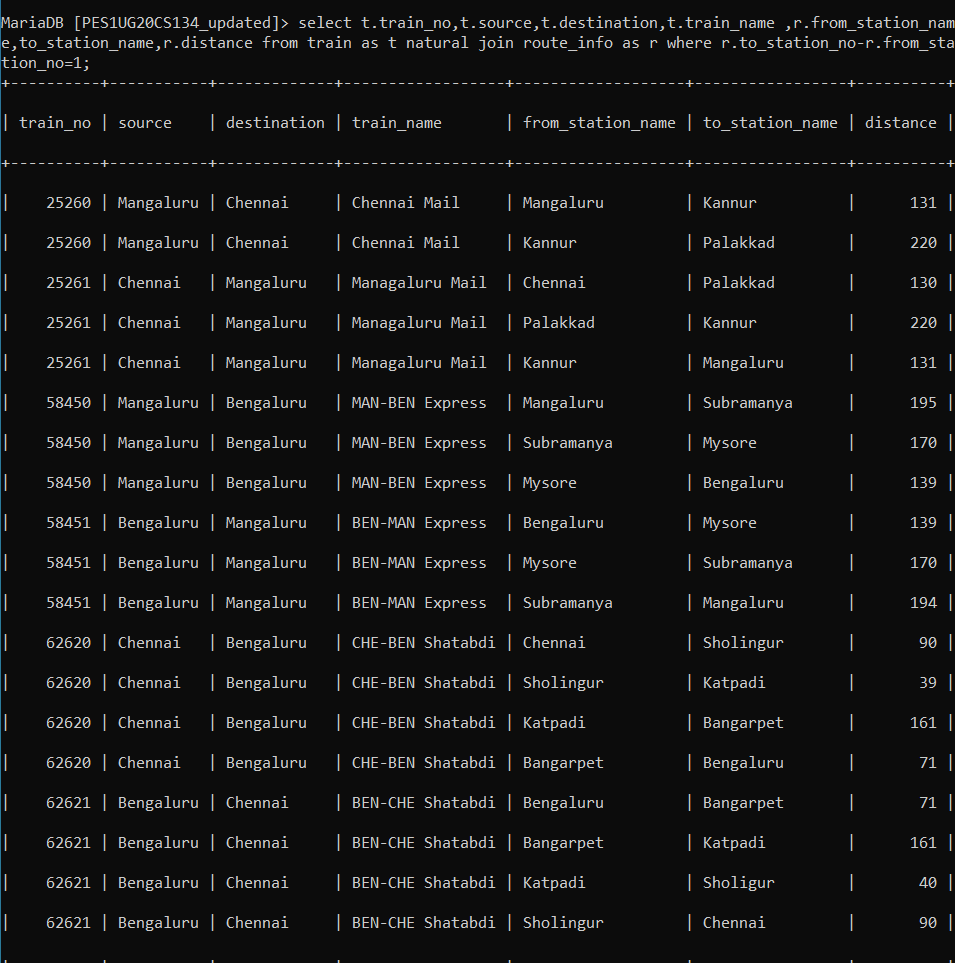 MariaDB [PES1UG20CS134_updated]> select t.train_no,t.source,t.destination,t.train_name ,r.from_station_nam
e,to_station_name,r.distance from train as t natural join route_info as r where r.to_station_no-r.from_sta
tion_no=1;
+----------+-----------+-------------+------------------+-------------------+-----------------+----------+
| train_no | source    | destination | train_name       | from_station_name | to_station_name | distance |
+----------+-----------+-------------+------------------+-------------------+-----------------+----------+
|    25260 | Mangaluru | Chennai     | Chennai Mail     | Mangaluru         | Kannur          |      131 |
|    25260 | Mangaluru | Chennai     | Chennai Mail     | Kannur            | Palakkad        |      220 |
|    25261 | Chennai   | Mangaluru   | Managaluru Mail  | Chennai           | Palakkad        |      130 |
|    25261 | Chennai   | Mangaluru   | Managaluru Mail  | Palakkad          | Kannur          |      220 |
|    25261 | Chennai   | Mangaluru   | Managaluru Mail  | Kannur            | Mangaluru       |      131 |
|    58450 | Mangaluru | Bengaluru   | MAN-BEN Express  | Mangaluru         | Subramanya      |      195 |
|    58450 | Mangaluru | Bengaluru   | MAN-BEN Express  | Subramanya        | Mysore          |      170 |
|    58450 | Mangaluru | Bengaluru   | MAN-BEN Express  | Mysore            | Bengaluru       |      139 |
|    58451 | Bengaluru | Mangaluru   | BEN-MAN Express  | Bengaluru         | Mysore          |      139 |
|    58451 | Bengaluru | Mangaluru   | BEN-MAN Express  | Mysore            | Subramanya      |      170 |
|    58451 | Bengaluru | Mangaluru   | BEN-MAN Express  | Subramanya        | Mangaluru       |      194 |
|    62620 | Chennai   | Bengaluru   | CHE-BEN Shatabdi | Chennai           | Sholingur       |       90 |
|    62620 | Chennai   | Bengaluru   | CHE-BEN Shatabdi | Sholingur         | Katpadi         |       39 |
|    62620 | Chennai   | Bengaluru   | CHE-BEN Shatabdi | Katpadi           | Bangarpet       |      161 |
|    62620 | Chennai   | Bengaluru   | CHE-BEN Shatabdi | Bangarpet         | Bengaluru       |       71 |
|    62621 | Bengaluru | Chennai     | BEN-CHE Shatabdi | Bengaluru         | Bangarpet       |       71 |
|    62621 | Bengaluru | Chennai     | BEN-CHE Shatabdi | Bangarpet         | Katpadi         |      161 |
|    62621 | Bengaluru | Chennai     | BEN-CHE Shatabdi | Katpadi           | Sholigur        |       40 |
|    62621 | Bengaluru | Chennai     | BEN-CHE Shatabdi | Sholingur         | Chennai         |       90 |